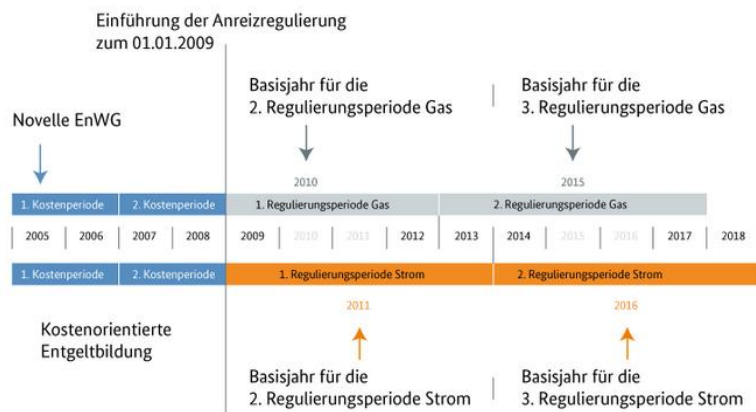 Einführung der Anreizregulierung
zum 01.01.2009
Basisjahr für die
2. Regulierungsperiode Gas
Basisjahr für die
3. Regulierungsperiode Gas
Novelle EnWG
2010
2015
1. Kostenperiode
2. Kostenperiode
1. Regulierungsperiode Gas
2. Regulierungsperiode Gas
2005
2006
2007
2008
2009
2010
2011
2012
2013
2014
2015
2016
2017
2018
1. Kostenperiode
2. Kostenperiode
1. Regulierungsperiode Strom
2. Regulierungsperiode Strom
2011
2016
Kostenorientierte
Entgeltbildung
Basisjahr für die
2. Regulierungsperiode Strom
Basisjahr für die
3. Regulierungsperiode Strom